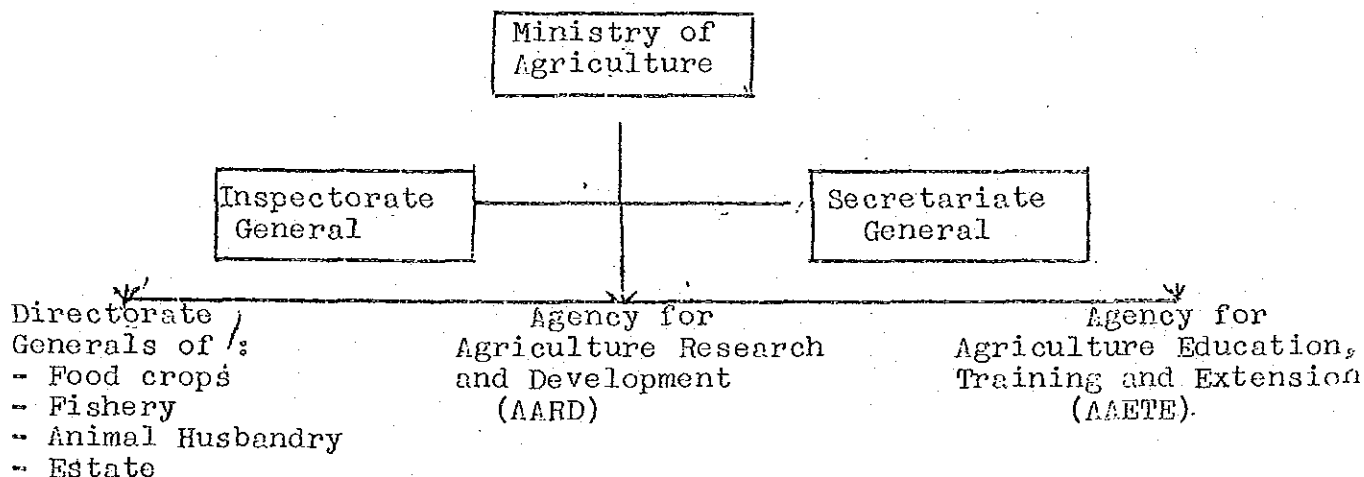 Ministry of
Agriculture
Inspectorate
General
Secretariate
General
Directorate
Generals of :
- Food crops
- Fishery
- Animal Husbandry
- Estate
Agency for
Agriculture Research
and Development
(AARD)
Agency for
Agriculture Education,
Training and Extension
(AAETE).